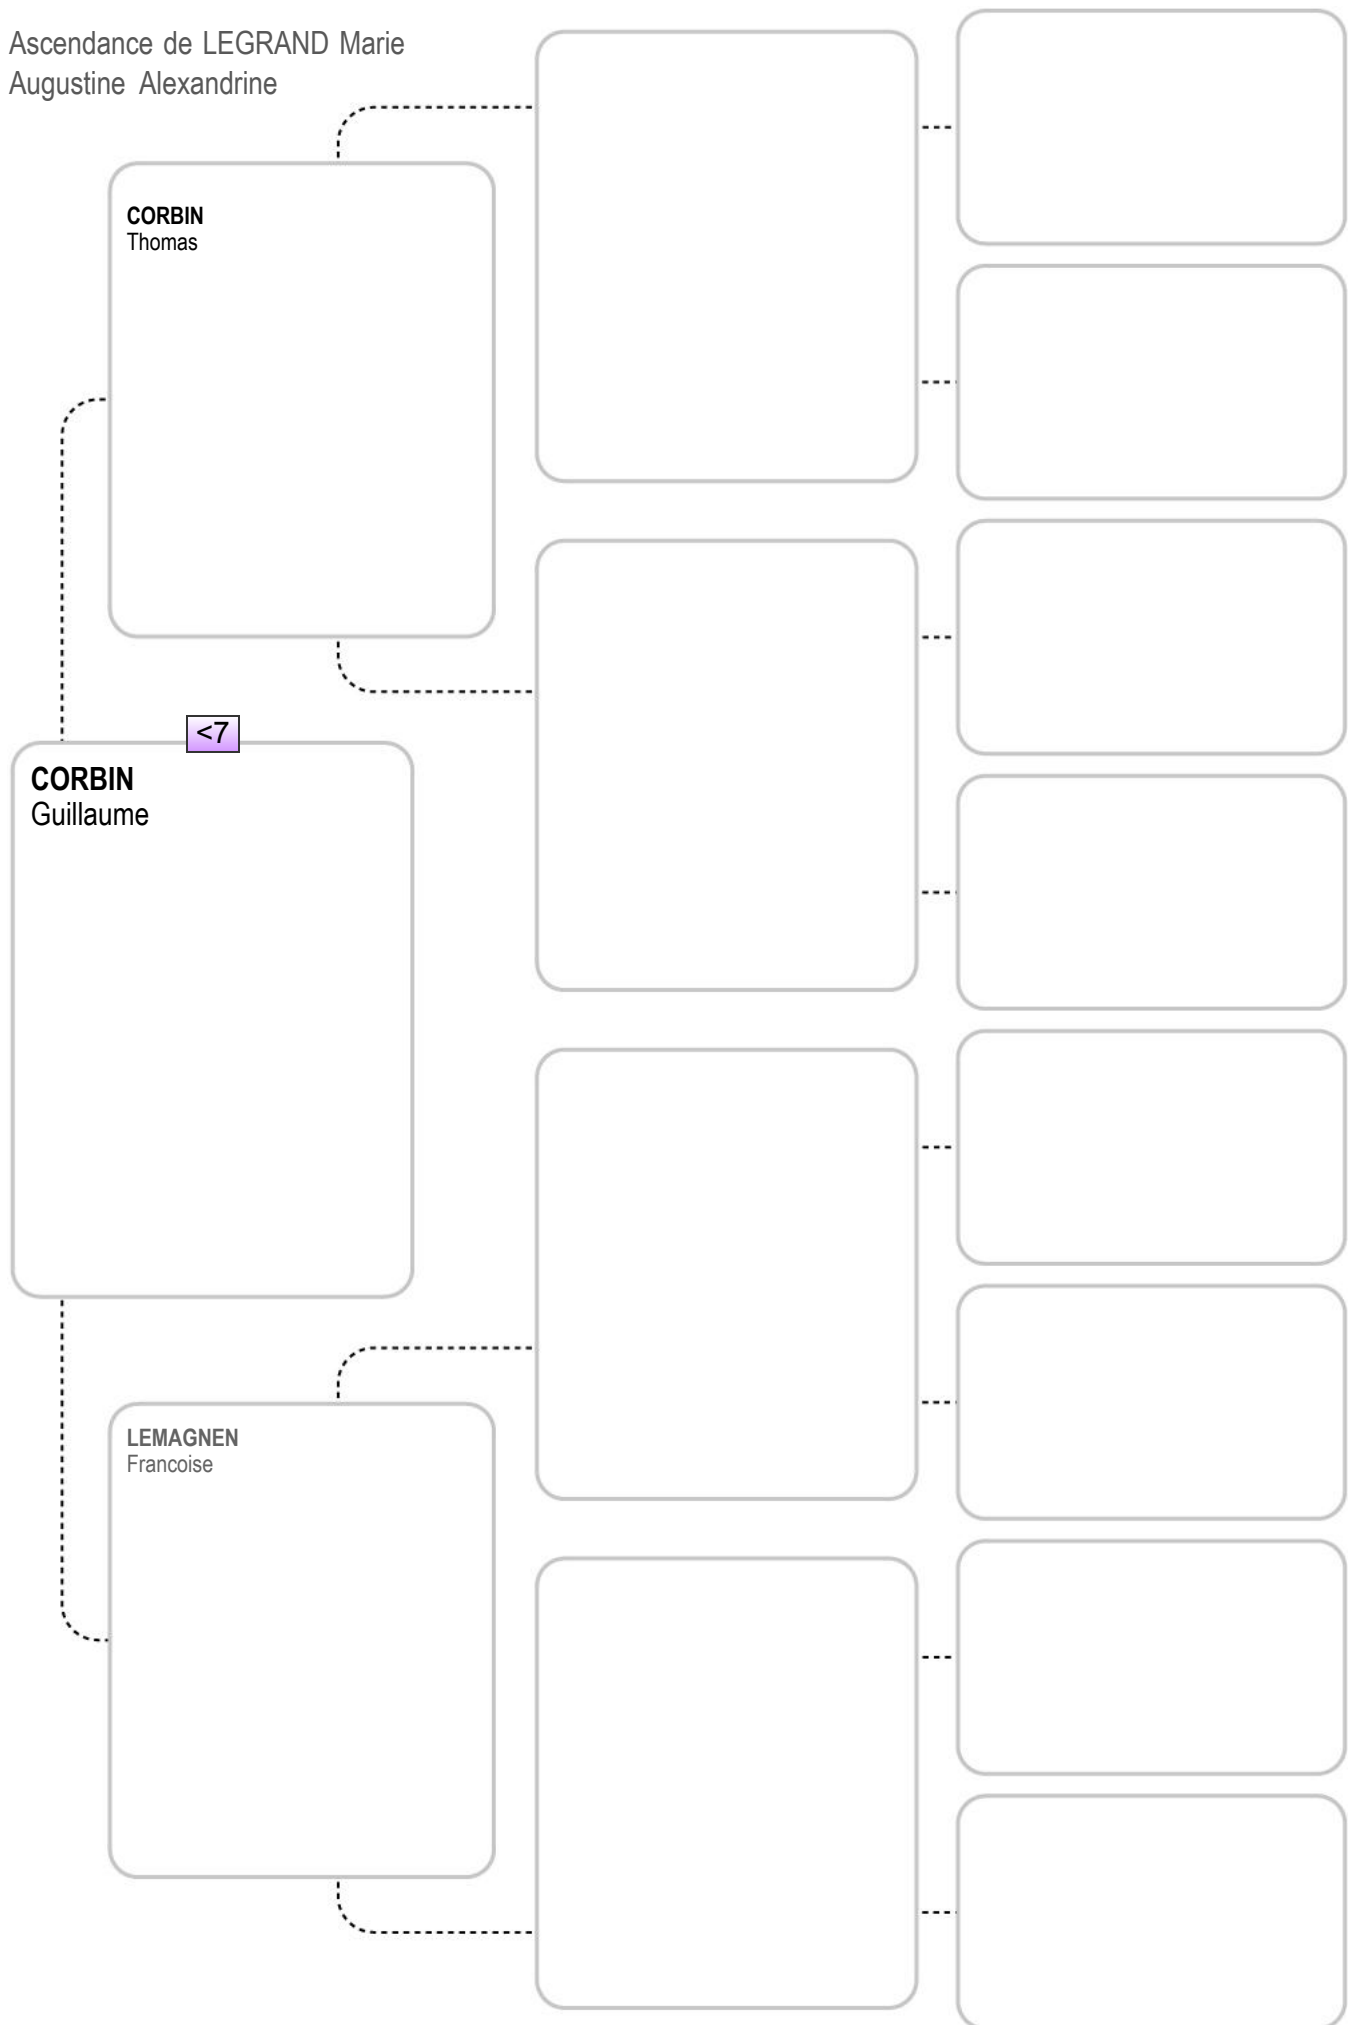 Ascendance de LEGRAND Marie
Augustine Alexandrine
CORBIN
Thomas
<7
CORBIN
Guillaume
LEMAGNEN
Francoise